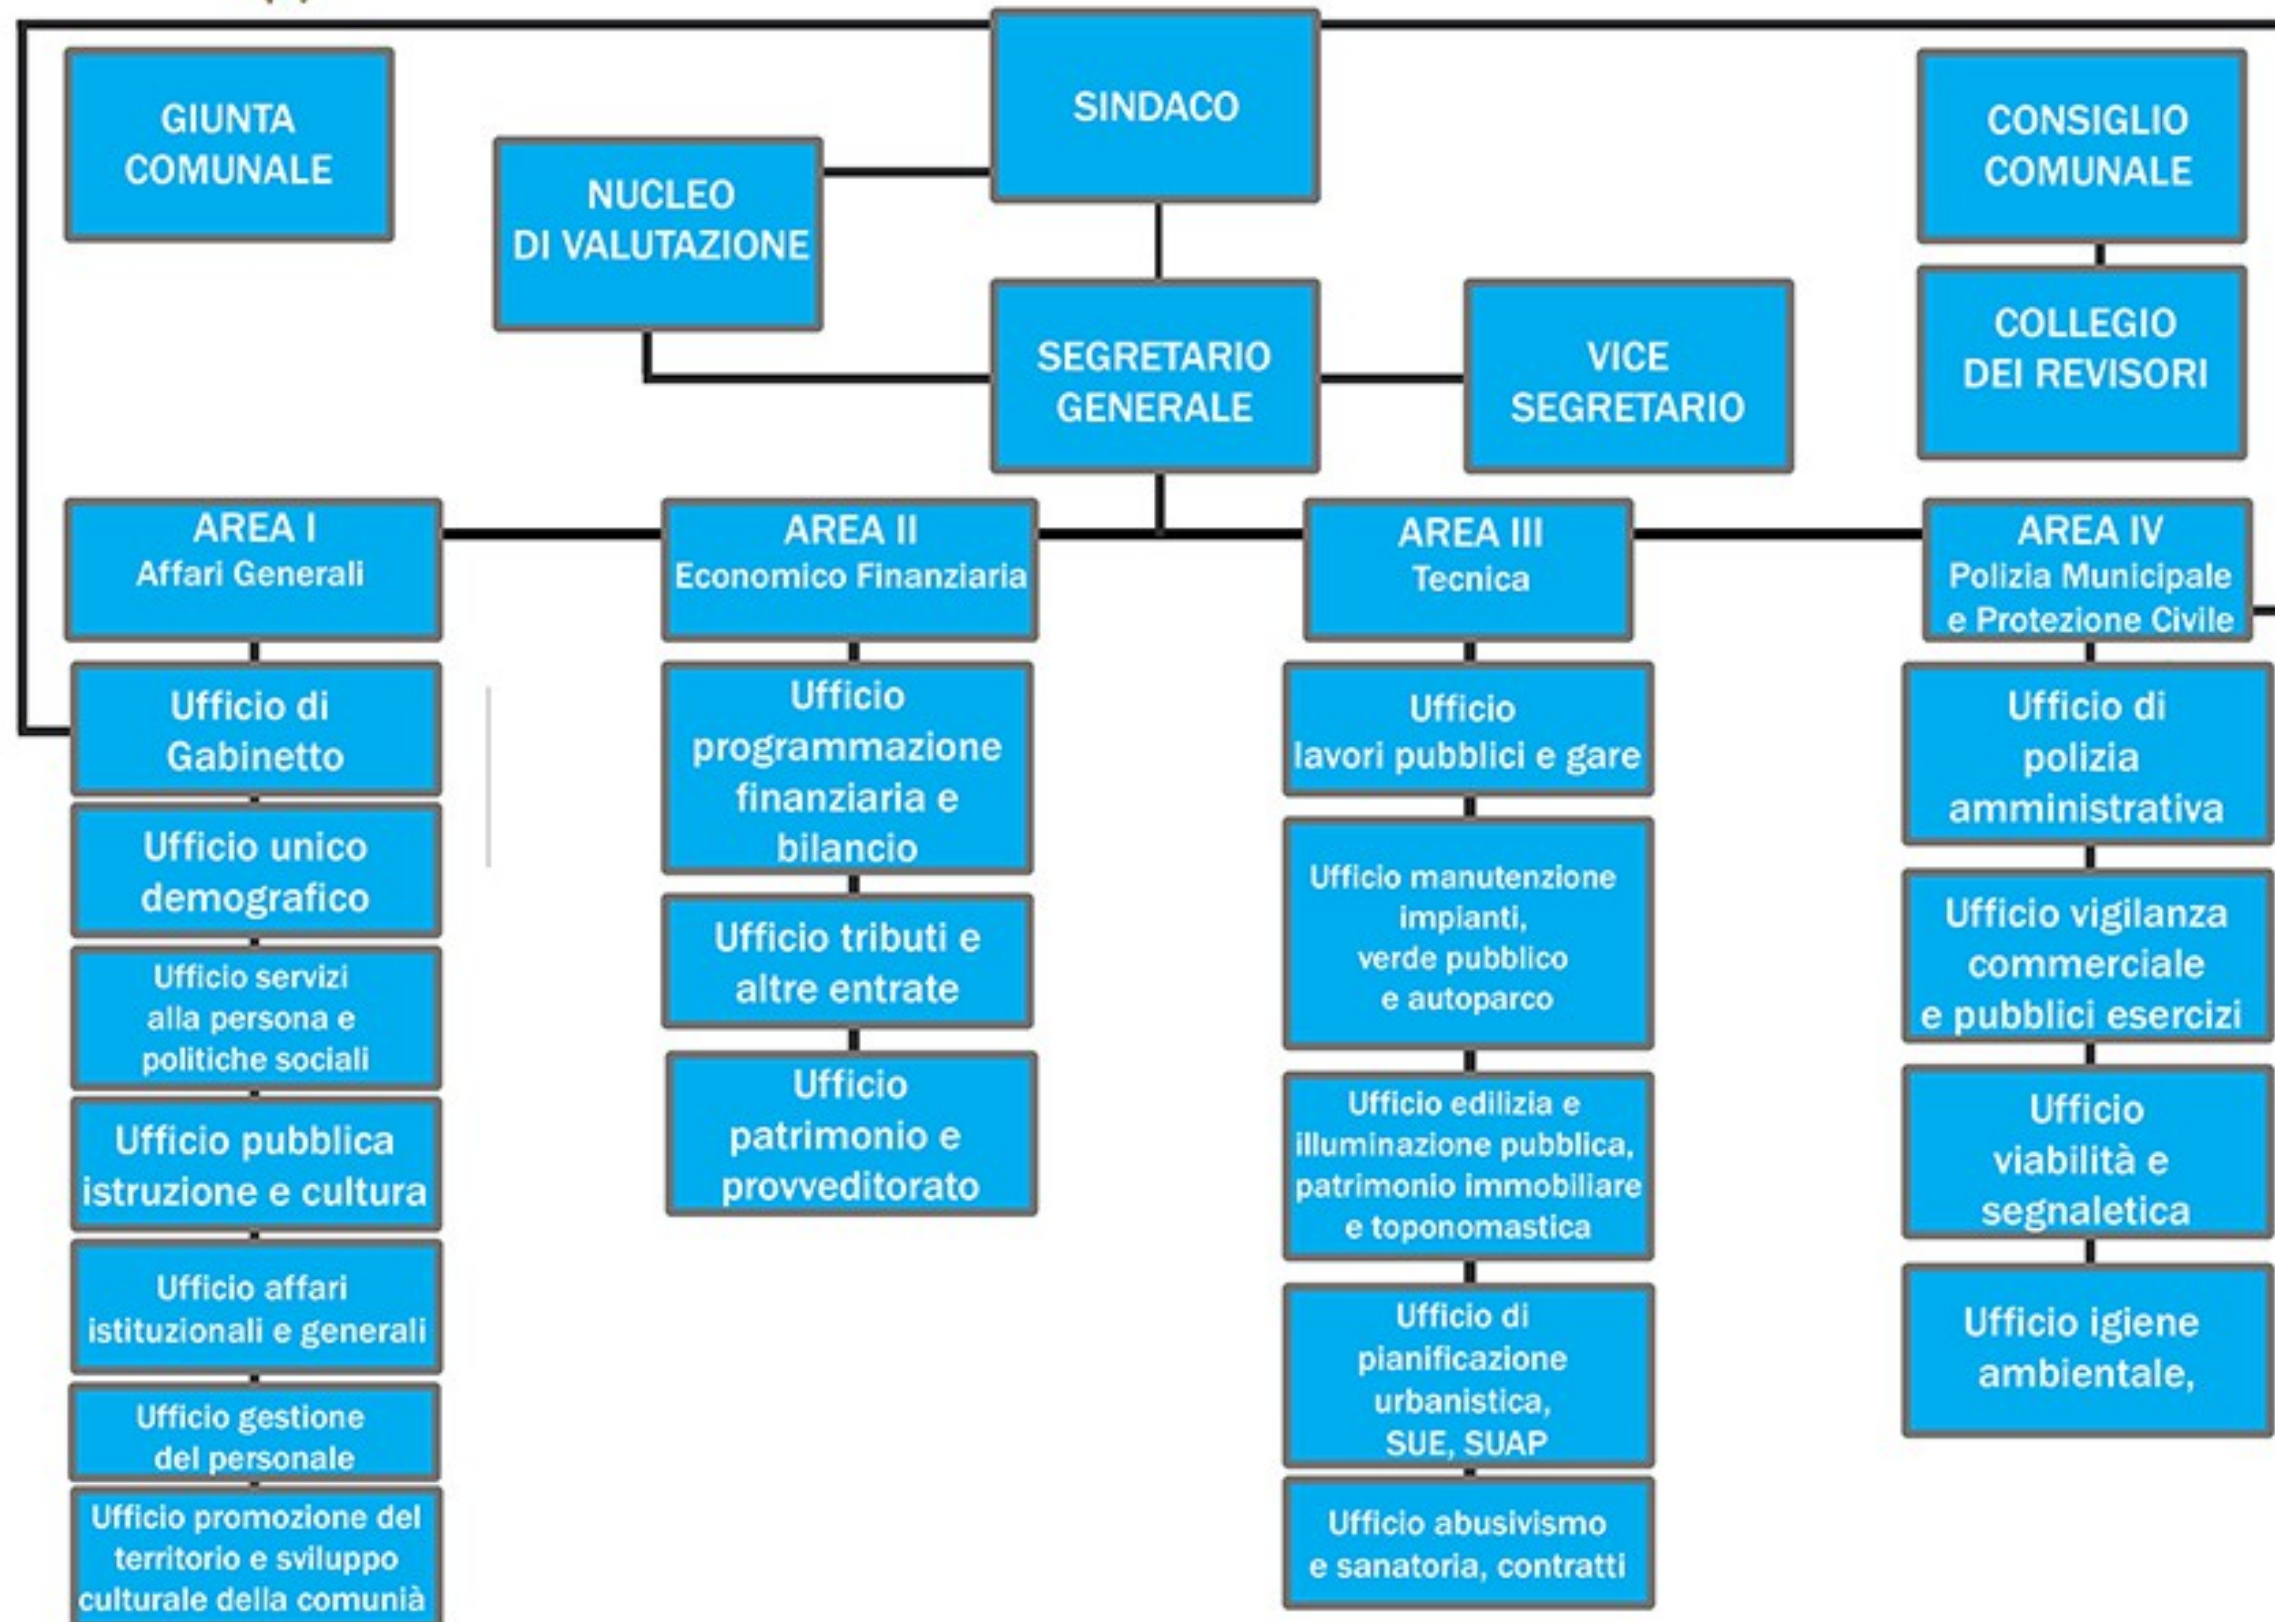 SINDACO
GIUNTA
COMUNALE
CONSIGLIO
COMUNALE
NUCLEO
DI VALUTAZIONE
COLLEGIO
DEI REVISORI
SEGRETARIO
GENERALE
VICE
SEGRETARIO
AREA I
Affari Generali
Ufficio di
Gabinetto
Ufficio unico
demografico
Ufficio servizi
alla persona e
politiche sociali
Ufficio pubblica
istruzione e cultura
Ufficio affari
istituzionali e generali
Ufficio gestione
del personale
Ufficio promozione del
territorio e sviluppo
culturale della comunià
AREA II
Economico Finanziaria
Ufficio
programmazione
finanziaria e
bilancio
Ufficio tributi e
altre entrate
Ufficio
patrimonio e
provveditorato
AREA III
Tecnica
Ufficio
lavori pubblici e gare
Ufficio manutenzione
impianti,
verde pubblico
e autoparco
Ufficio edilizia e
illuminazione pubblica,
patrimonio immobiliare
e toponomastica
Ufficio di
pianificazione
urbanistica,
SUE, SUAP
Ufficio abusivismo
e sanatoria, contratti
AREA IV
Polizia Municipale
e Protezione Civile
Ufficio di
polizia
amministrativa
Ufficio vigilanza
commerciale
e pubblici esercizi
Ufficio
viabilità e
segnaletica
Ufficio igiene
ambientale,